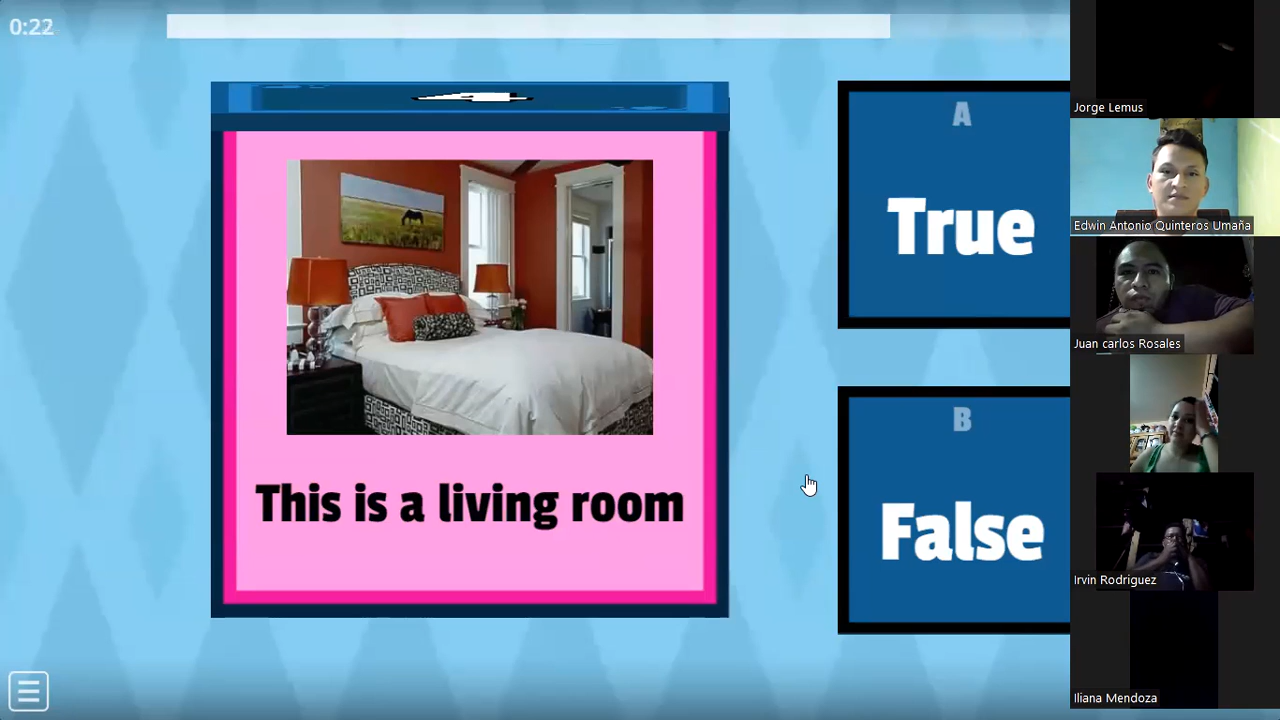 0:22
This is a living room
A
True
B
False
Jorge Lemus
Edwin Antonio Quinteros Umaña
Juan carlos Rosales
Irvin Rodriguez
Iliana Mendoza